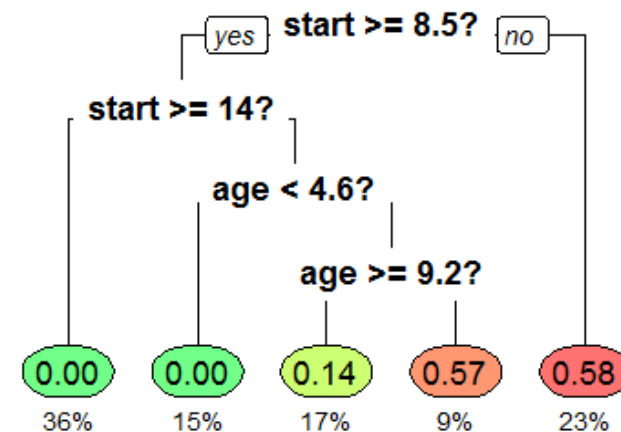 yes start >= 8.5? no
start >= 14?
age < 4.6?
age >= 9.2?
0.00 0.00 0.14 0.57 0.58
36% 15% 17% 9% 23%